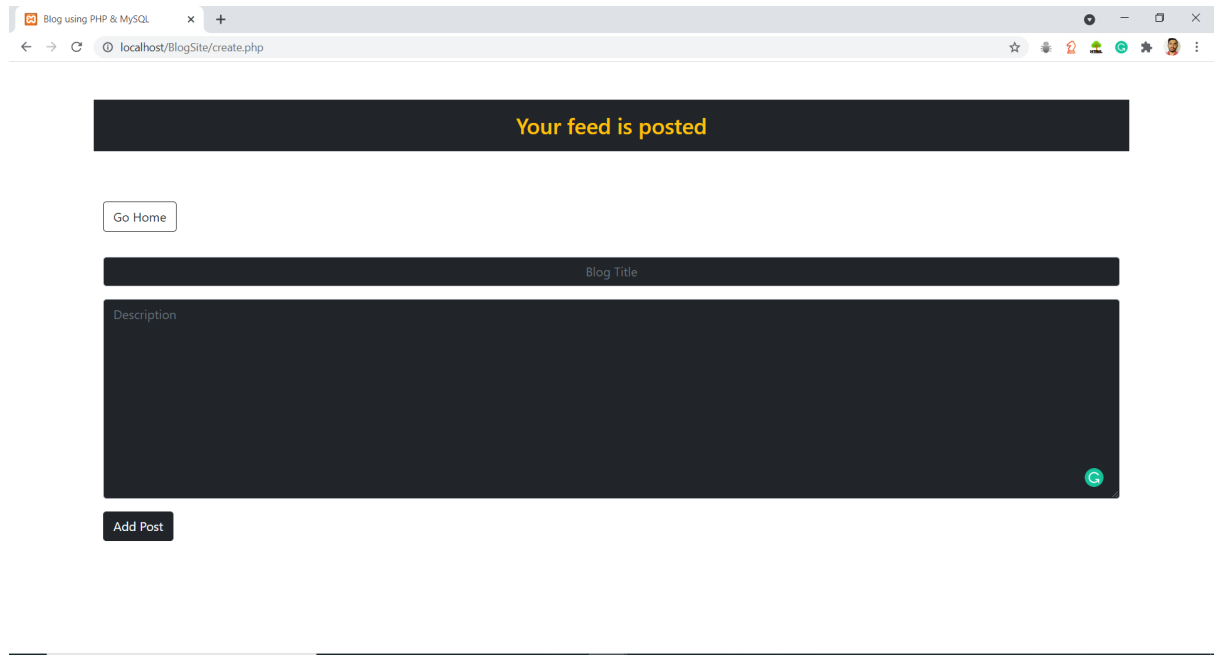 Blog using PHP & MySQL
localhost/BlogSite/create.php
Your feed is posted
Go Home
Blog Title
Description
Add Post